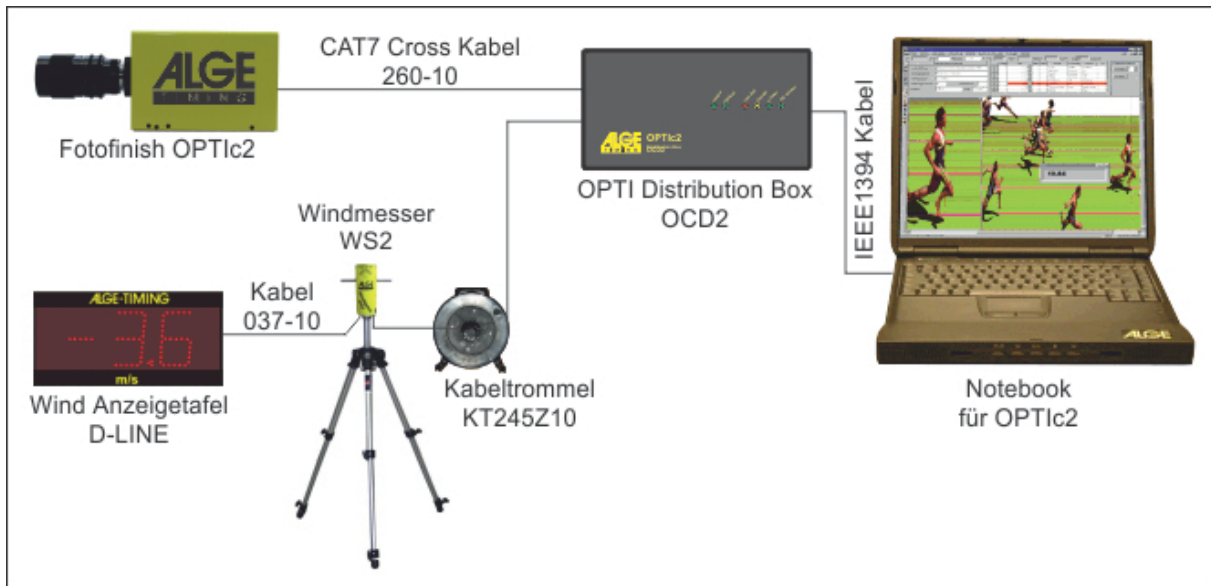 ALGE
TIMING
Fotofinish OPTIc2
CAT7 Cross Kabel
260-10
ALGE
OPTIc2
OPTI Distribution Box
OCD2
IEEE1394 Kabel
ALGE
Notebook
für OPTIc2
Windmesser
WS2
ALGE
Kabel
037-10
ALGE-TIMING
-3.6
m/s
Wind Anzeigetafel
D-LINE
Kabeltrommel
KT245Z10